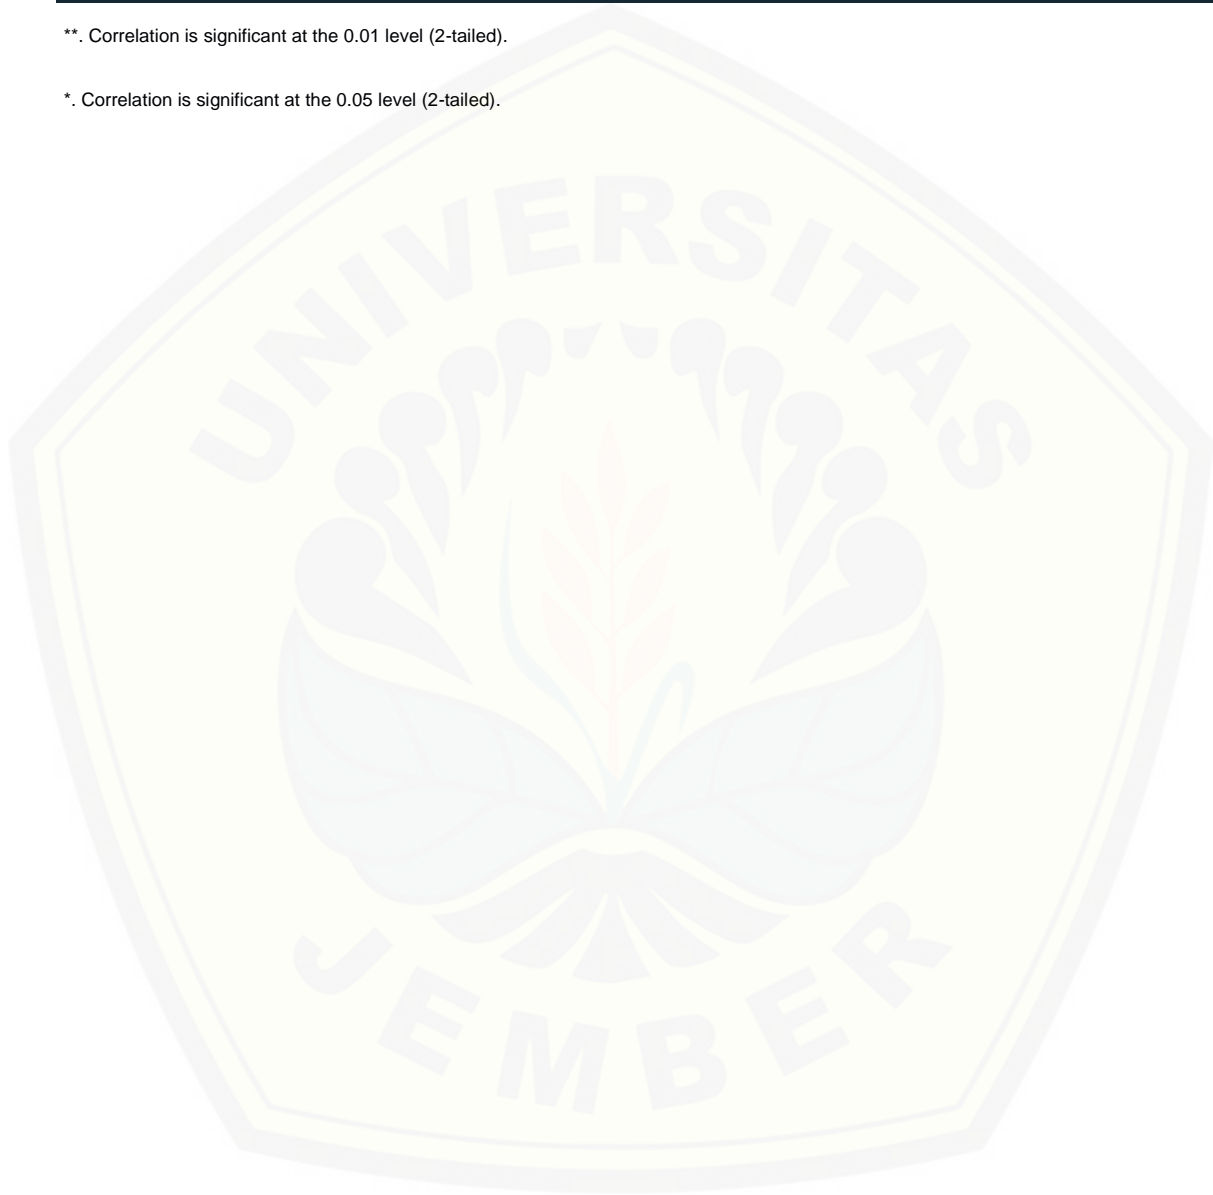 **. Correlation is significant at the 0.01 level (2-tailed).
*. Correlation is significant at the 0.05 level (2-tailed).
UNIVERSITAS
JEMBER